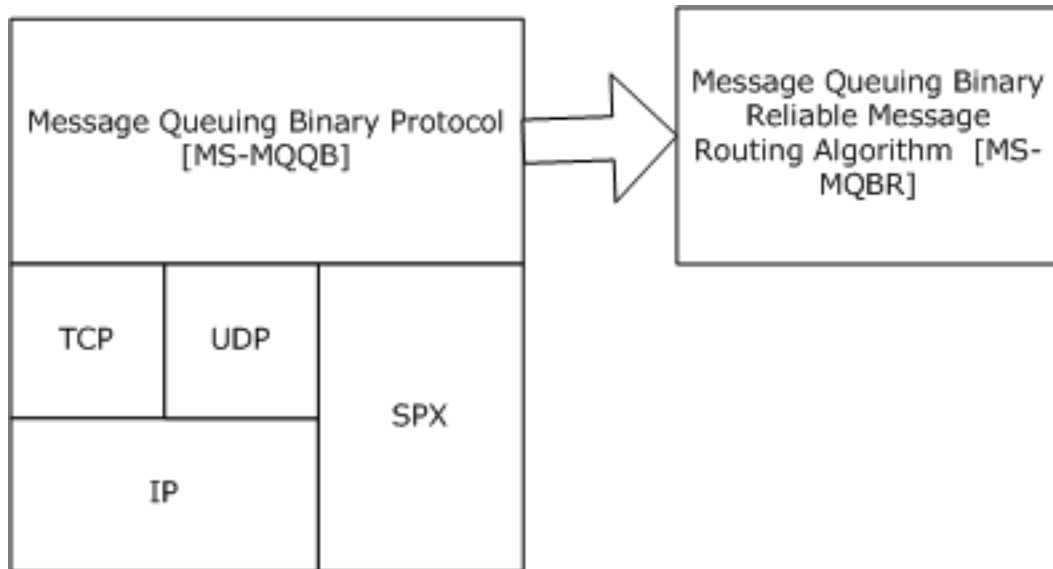 Message Queuing Binary Protocol
[MS-MQQB]
Message Queuing Binary
Reliable Message
Routing Algorithm [MS-
MQBR]
TCP
UDP
SPX
IP